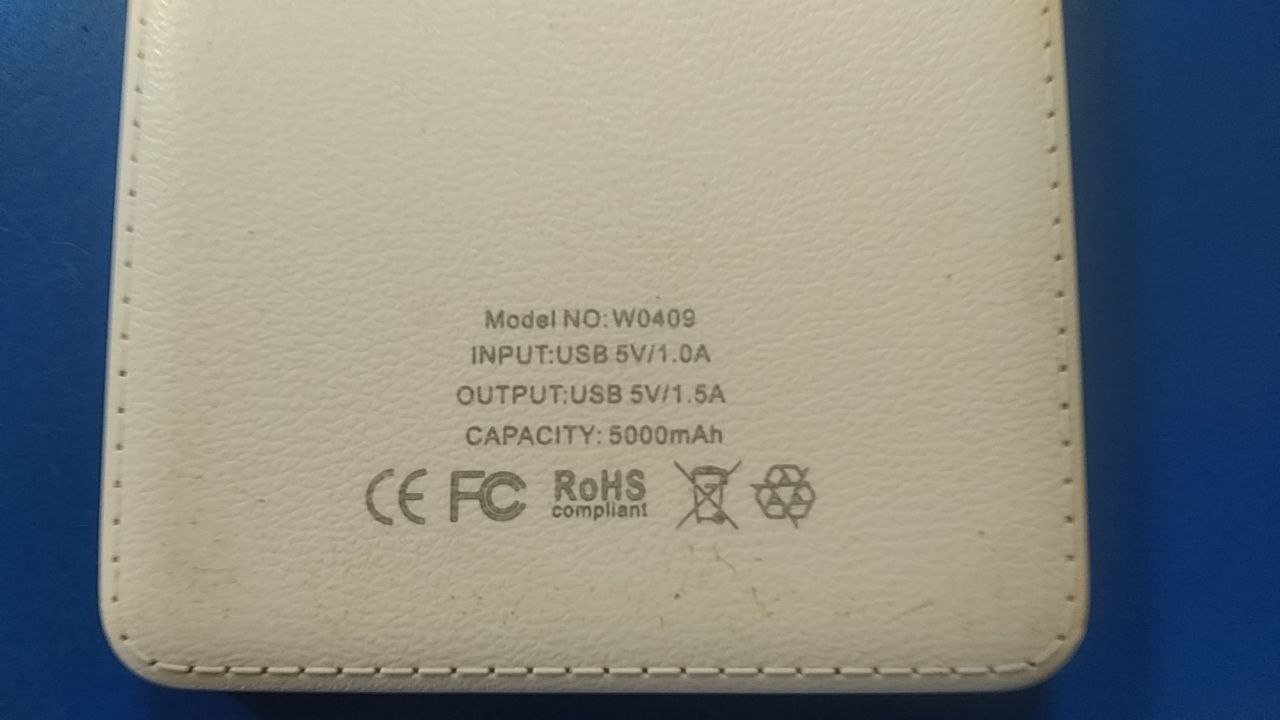 Model NO: W0409
INPUT:USB 5V/1.0A
OUTPUT:USB 5V/1.5A
CAPACITY: 5000mAh
CE FC RoHS
compliant